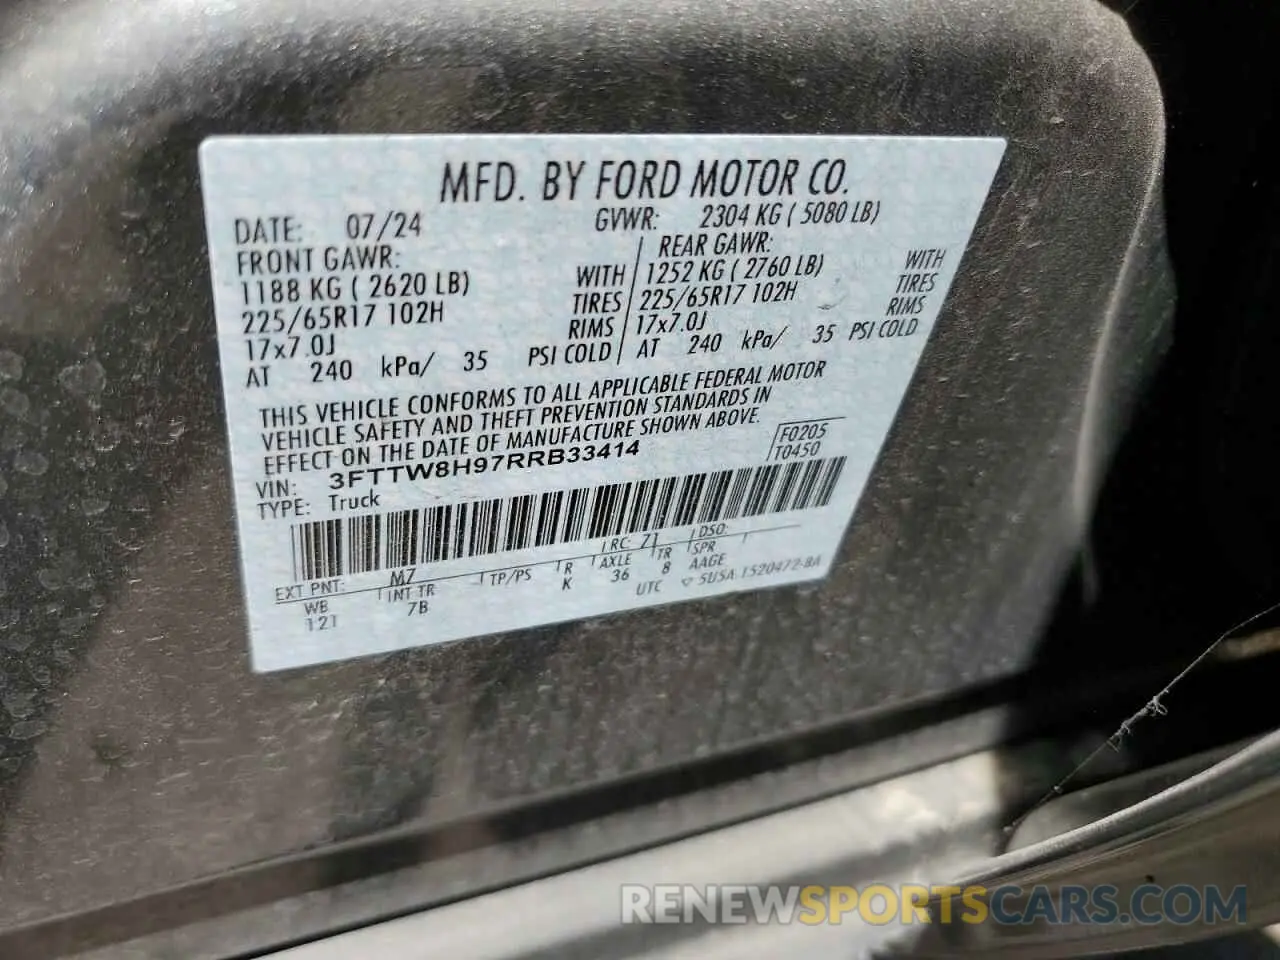 MFD. BY FORD MOTOR CO.
DATE: 07/24 GVWR: 2304 KG ( 5080 LB)
FRONT GAWR: REAR GAWR:
1188 KG ( 2620 LB) WITH 1252 KG ( 2760 LB) WITH
225/65R17 102H TIRES 225/65R17 102H TIRES
17x7.0J RIMS 17x7.0J RIMS
AT 240 kPa/ 35 PSI COLD AT 240 kPa/ 35 PSI COLD
THIS VEHICLE CONFORMS TO ALL APPLICABLE FEDERAL MOTOR
VEHICLE SAFETY AND THEFT PREVENTION STANDARDS IN
EFFECT ON THE DATE OF MANUFACTURE SHOWN ABOVE.
VIN: 3FTTW8H97RRB33414 F0205
TYPE: Truck T0450
EXT PNT: M7 RC: 71 DSO:
WB INT TR TP/PS R AXLE TR SPR
121 7B K 36 8 AAGE
UTC 5U5A-1520472-BA
RENEWSPORTSCARS.COM